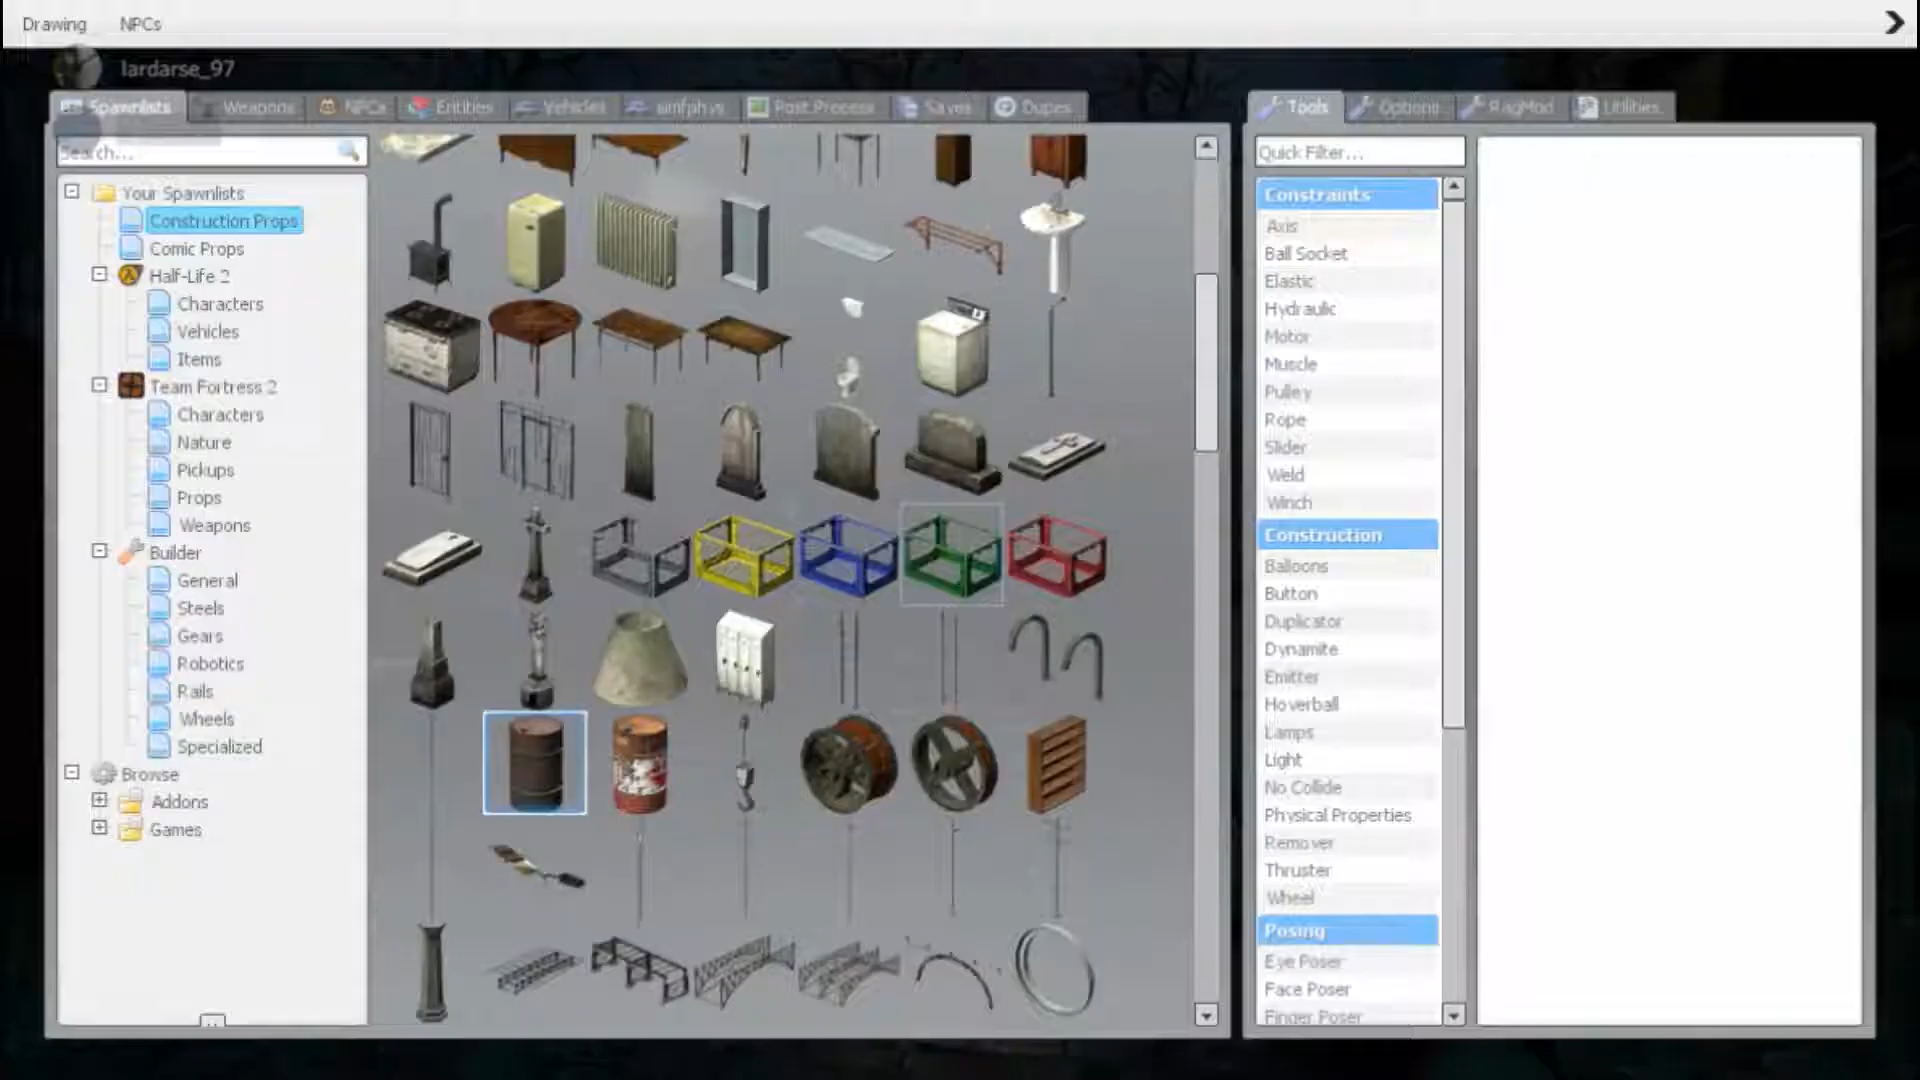 Drawing NPCs
lardarse_97
Spawnlists Weapons NPCs Entities Vehicles simfphys Post Process Saves Dupes
Tools Options RagMod Utilities
Search...
Quick Filter...
Your Spawnlists
Construction Props
Comic Props
Half-Life 2
Characters
Vehicles
Items
Team Fortress 2
Characters
Nature
Pickups
Props
Weapons
Builder
General
Steels
Gears
Robotics
Rails
Wheels
Specialized
Browse
Addons
Games
Constraints
Axis
Ball Socket
Elastic
Hydraulic
Motor
Muscle
Pulley
Rope
Slider
Weld
Winch
Construction
Balloons
Button
Duplicator
Dynamite
Emitter
Hoverball
Lamps
Light
No Collide
Physical Properties
Remover
Thruster
Wheel
Posing
Eye Poser
Face Poser
Finger Poser